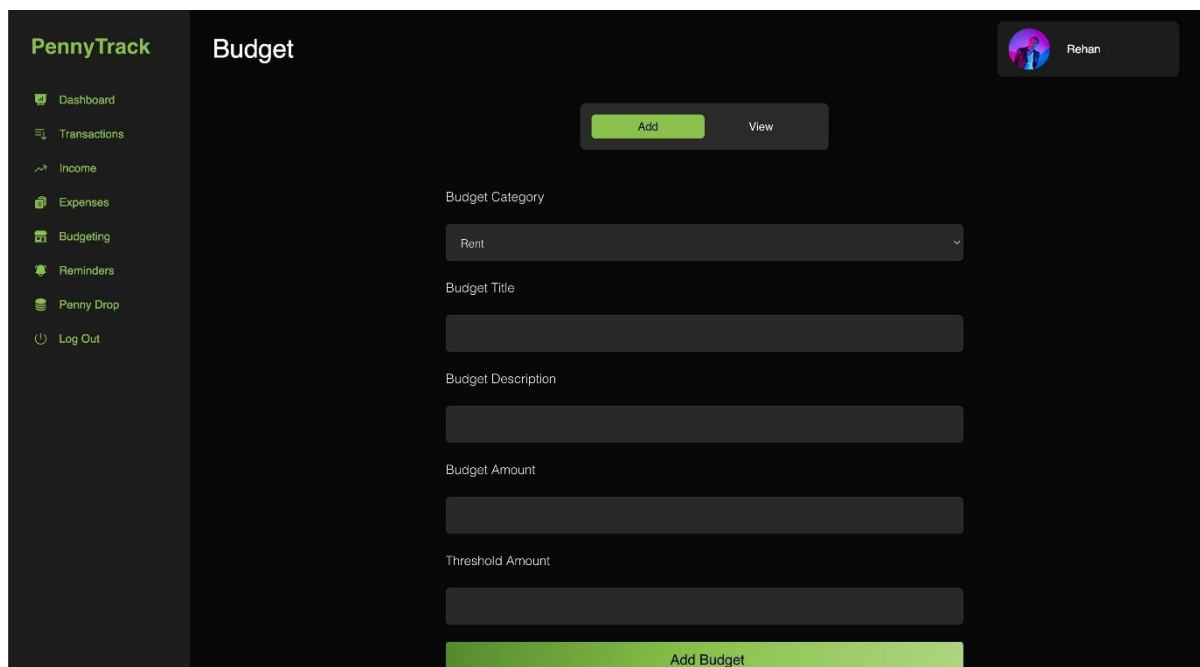 PennyTrack
Dashboard
Transactions
Income
Expenses
Budgeting
Reminders
Penny Drop
Log Out
Budget
Rehan
Add View
Budget Category
Rent
Budget Title
Budget Description
Budget Amount
Threshold Amount
Add Budget